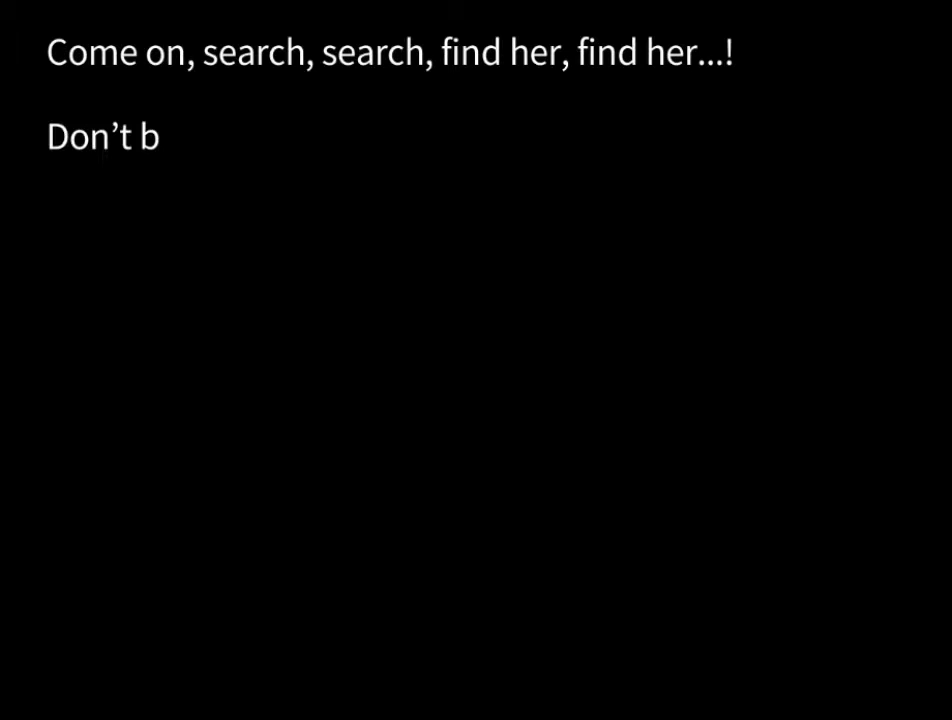 Come on, search, search, find her, find her...!
Don’t b